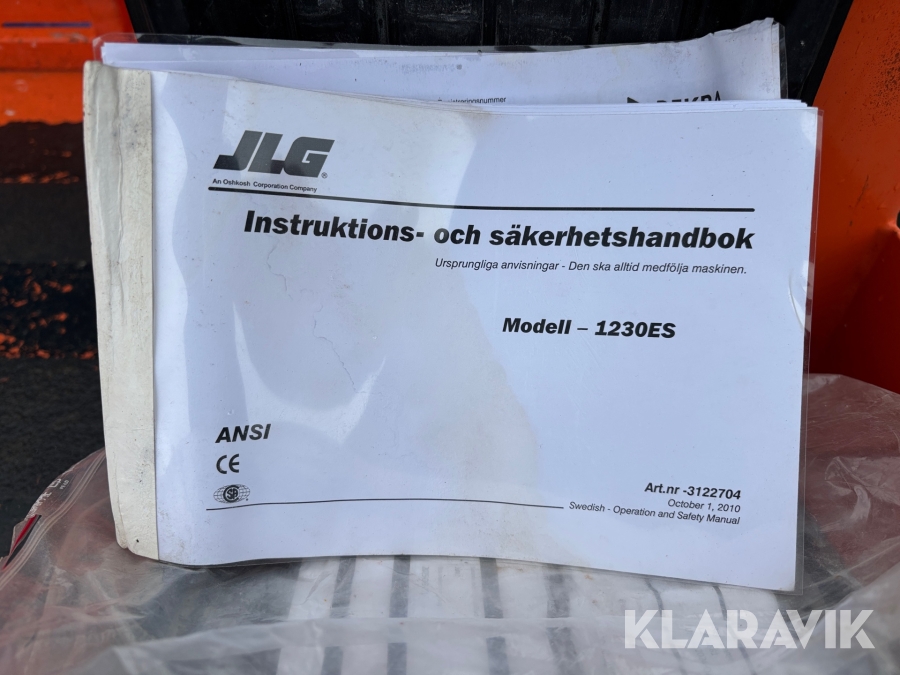 JLG®
An Oshkosh Corporation Company
Instruktions- och säkerhetshandbok
Ursprungliga anvisningar - Den ska alltid medfölja maskinen.
Modell – 1230ES
ANSI
CE
Art.nr -3122704
October 1, 2010
Swedish - Operation and Safety Manual
KLARAVIK